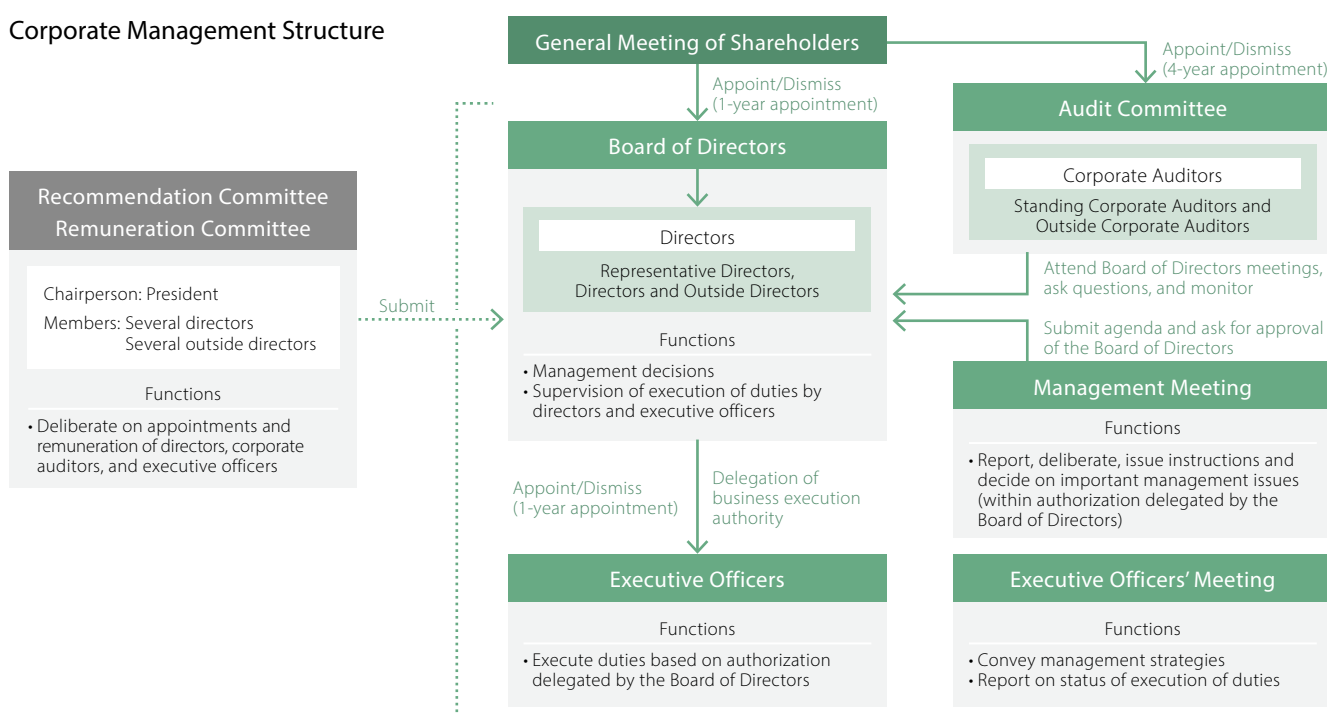 Corporate Management Structure
General Meeting of Shareholders
Appoint/Dismiss
(1-year appointment)
Appoint/Dismiss
(4-year appointment)
Recommendation Committee
Remuneration Committee
Chairperson: President
Members: Several directors
Several outside directors
Functions
• Deliberate on appointments and
remuneration of directors, corporate
auditors, and executive officers
Submit
Board of Directors
Directors
Representative Directors,
Directors and Outside Directors
Functions
• Management decisions
• Supervision of execution of duties by
directors and executive officers
Audit Committee
Corporate Auditors
Standing Corporate Auditors and
Outside Corporate Auditors
Attend Board of Directors meetings,
ask questions, and monitor
Submit agenda and ask for approval
of the Board of Directors
Management Meeting
Functions
• Report, deliberate, issue instructions and
decide on important management issues
(within authorization delegated by the
Board of Directors)
Appoint/Dismiss
(1-year appointment)
Delegation of
business execution
authority
Executive Officers
Functions
• Execute duties based on authorization
delegated by the Board of Directors
Executive Officers’ Meeting
Functions
• Convey management strategies
• Report on status of execution of duties